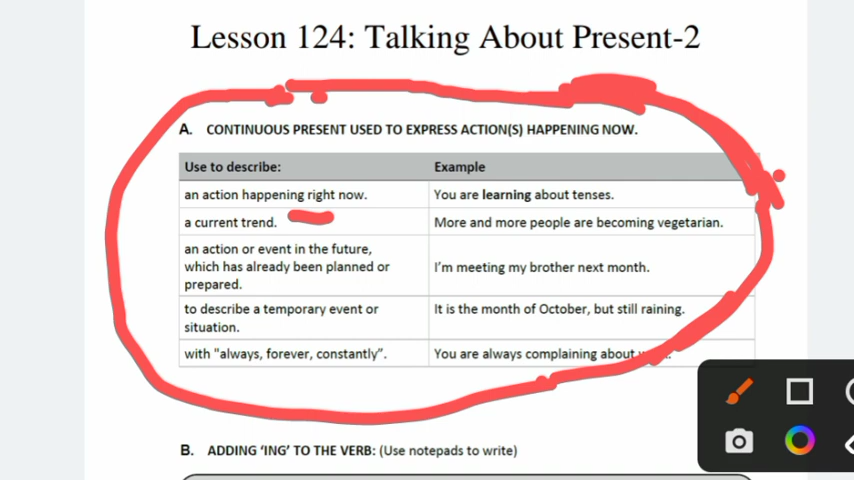 Lesson 124: Talking About Present-2
A. CONTINUOUS PRESENT USED TO EXPRESS ACTION(S) HAPPENING NOW.
Use to describe: Example
an action happening right now. You are learning about tenses.
a current trend. More and more people are becoming vegetarian.
an action or event in the future,
which has already been planned or
prepared.
I'm meeting my brother next month.
to describe a temporary event or
situation.
It is the month of October, but still raining.
with "always, forever, constantly". You are always complaining about
B. ADDING 'ING' TO THE VERB: (Use notepads to write)